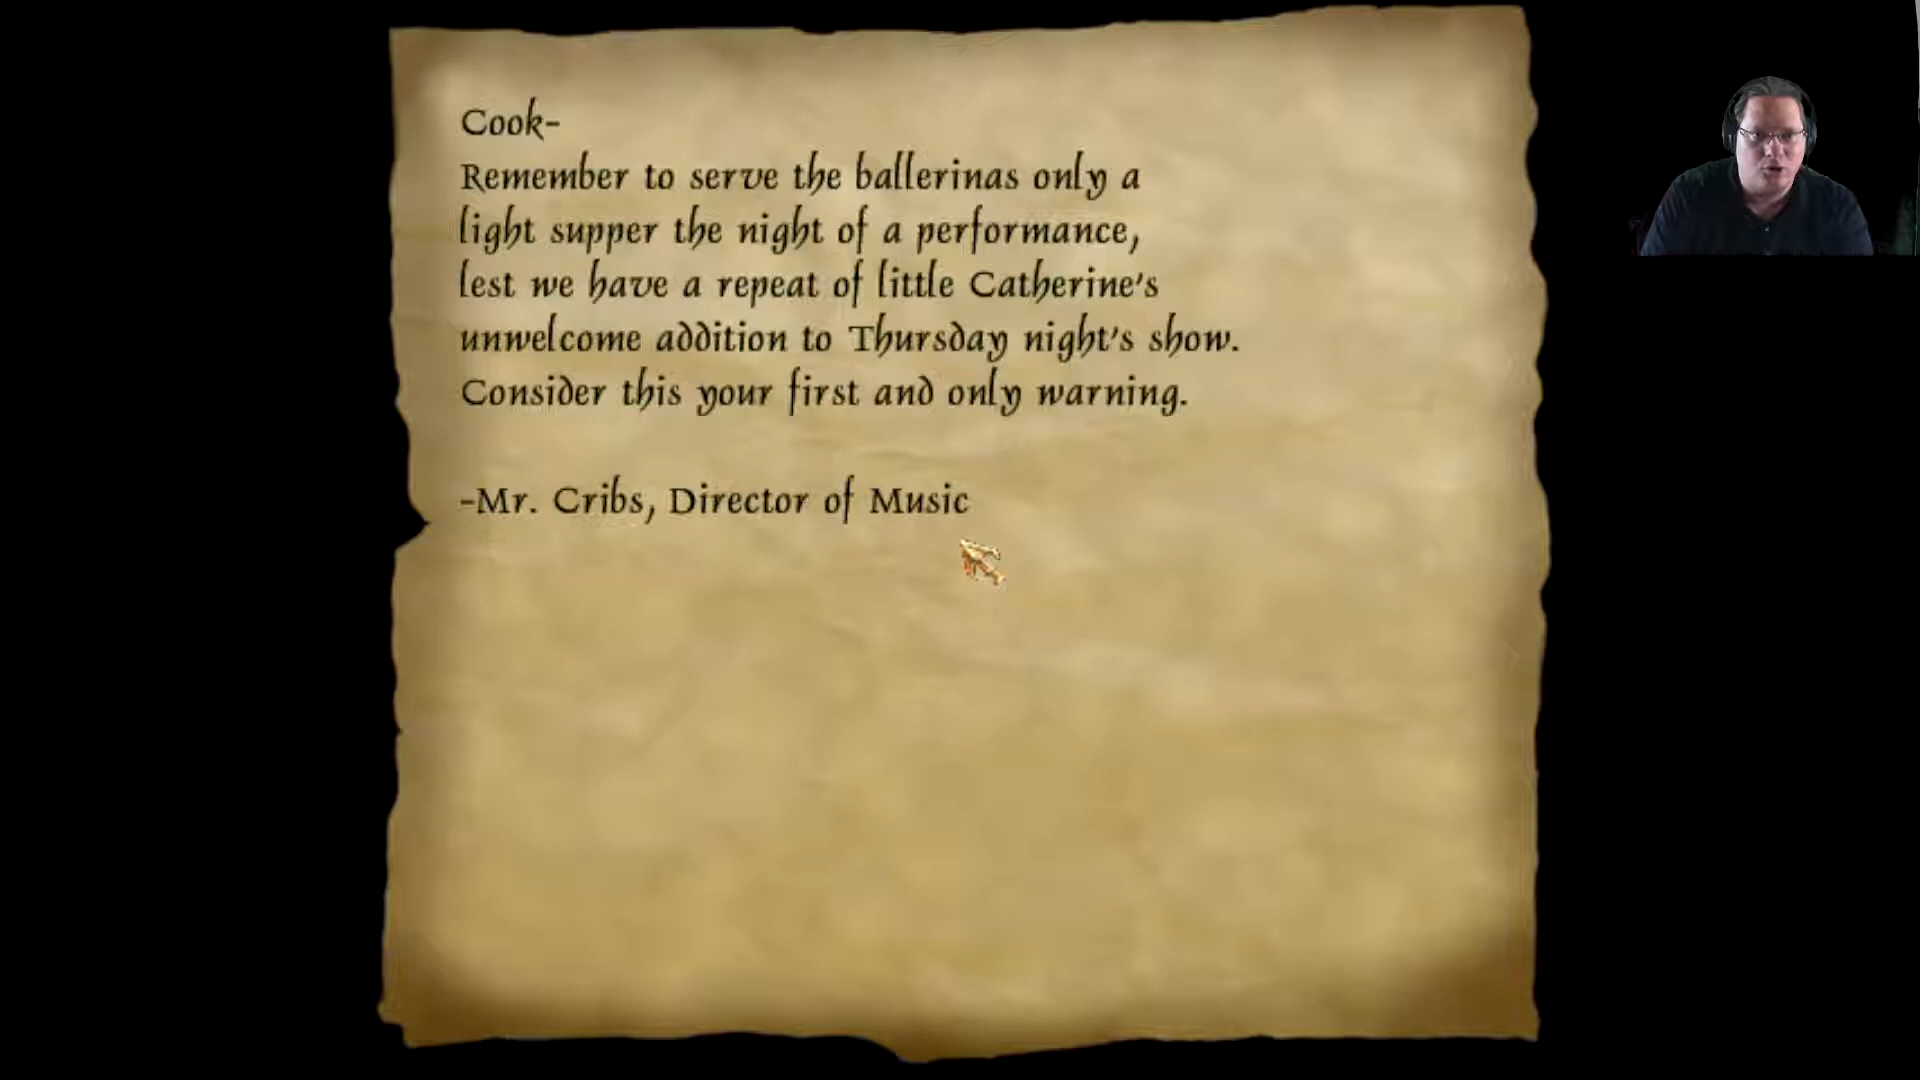 Cook-
Remember to serve the ballerinas only a
light supper the night of a performance,
lest we have a repeat of little Catherine's
unwelcome addition to Thursday night's show.
Consider this your first and only warning.
-Mr. Cribs, Director of Music